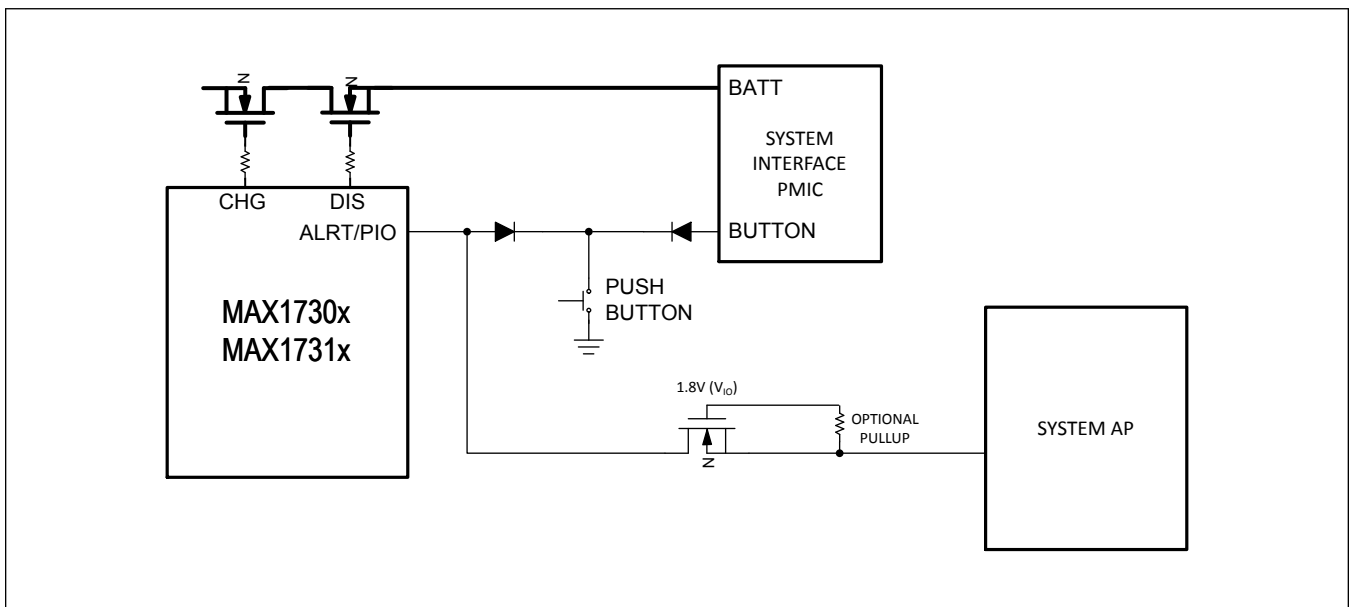 N
N
BATT
SYSTEM
INTERFACE
PMIC
CHG
DIS
ALRT/PIO
BUTTON
MAX1730x
MAX1731x
PUSH
BUTTON
1.8V (VIO)
OPTIONAL
PULLUP
N
SYSTEM AP